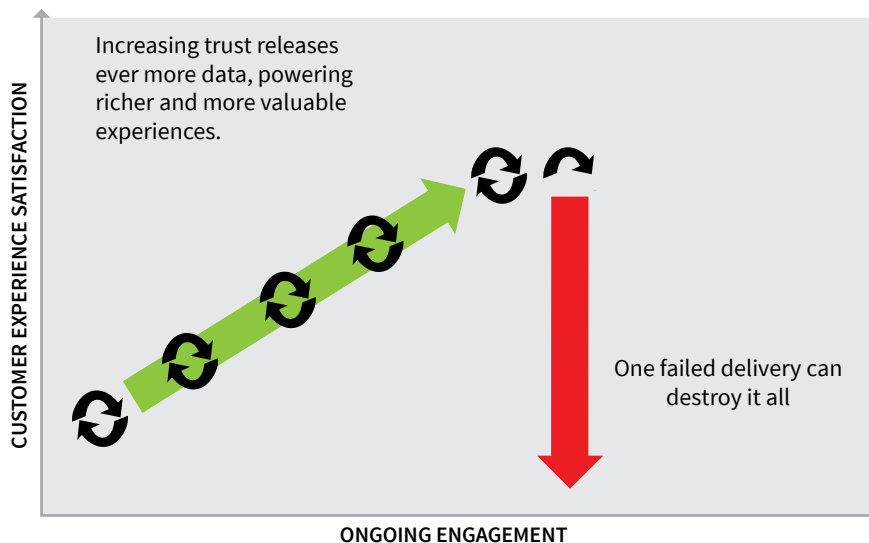 Increasing trust releases
ever more data, powering
richer and more valuable
experiences.
CUSTOMER EXPERIENCE SATISFACTION
One failed delivery can
destroy it all
ONGOING ENGAGEMENT